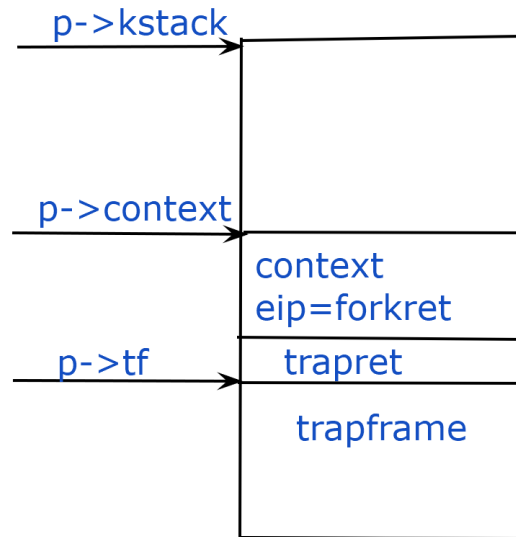 p->kstack
p->context
context
eip=forkret
p->tf
trapret
trapframe